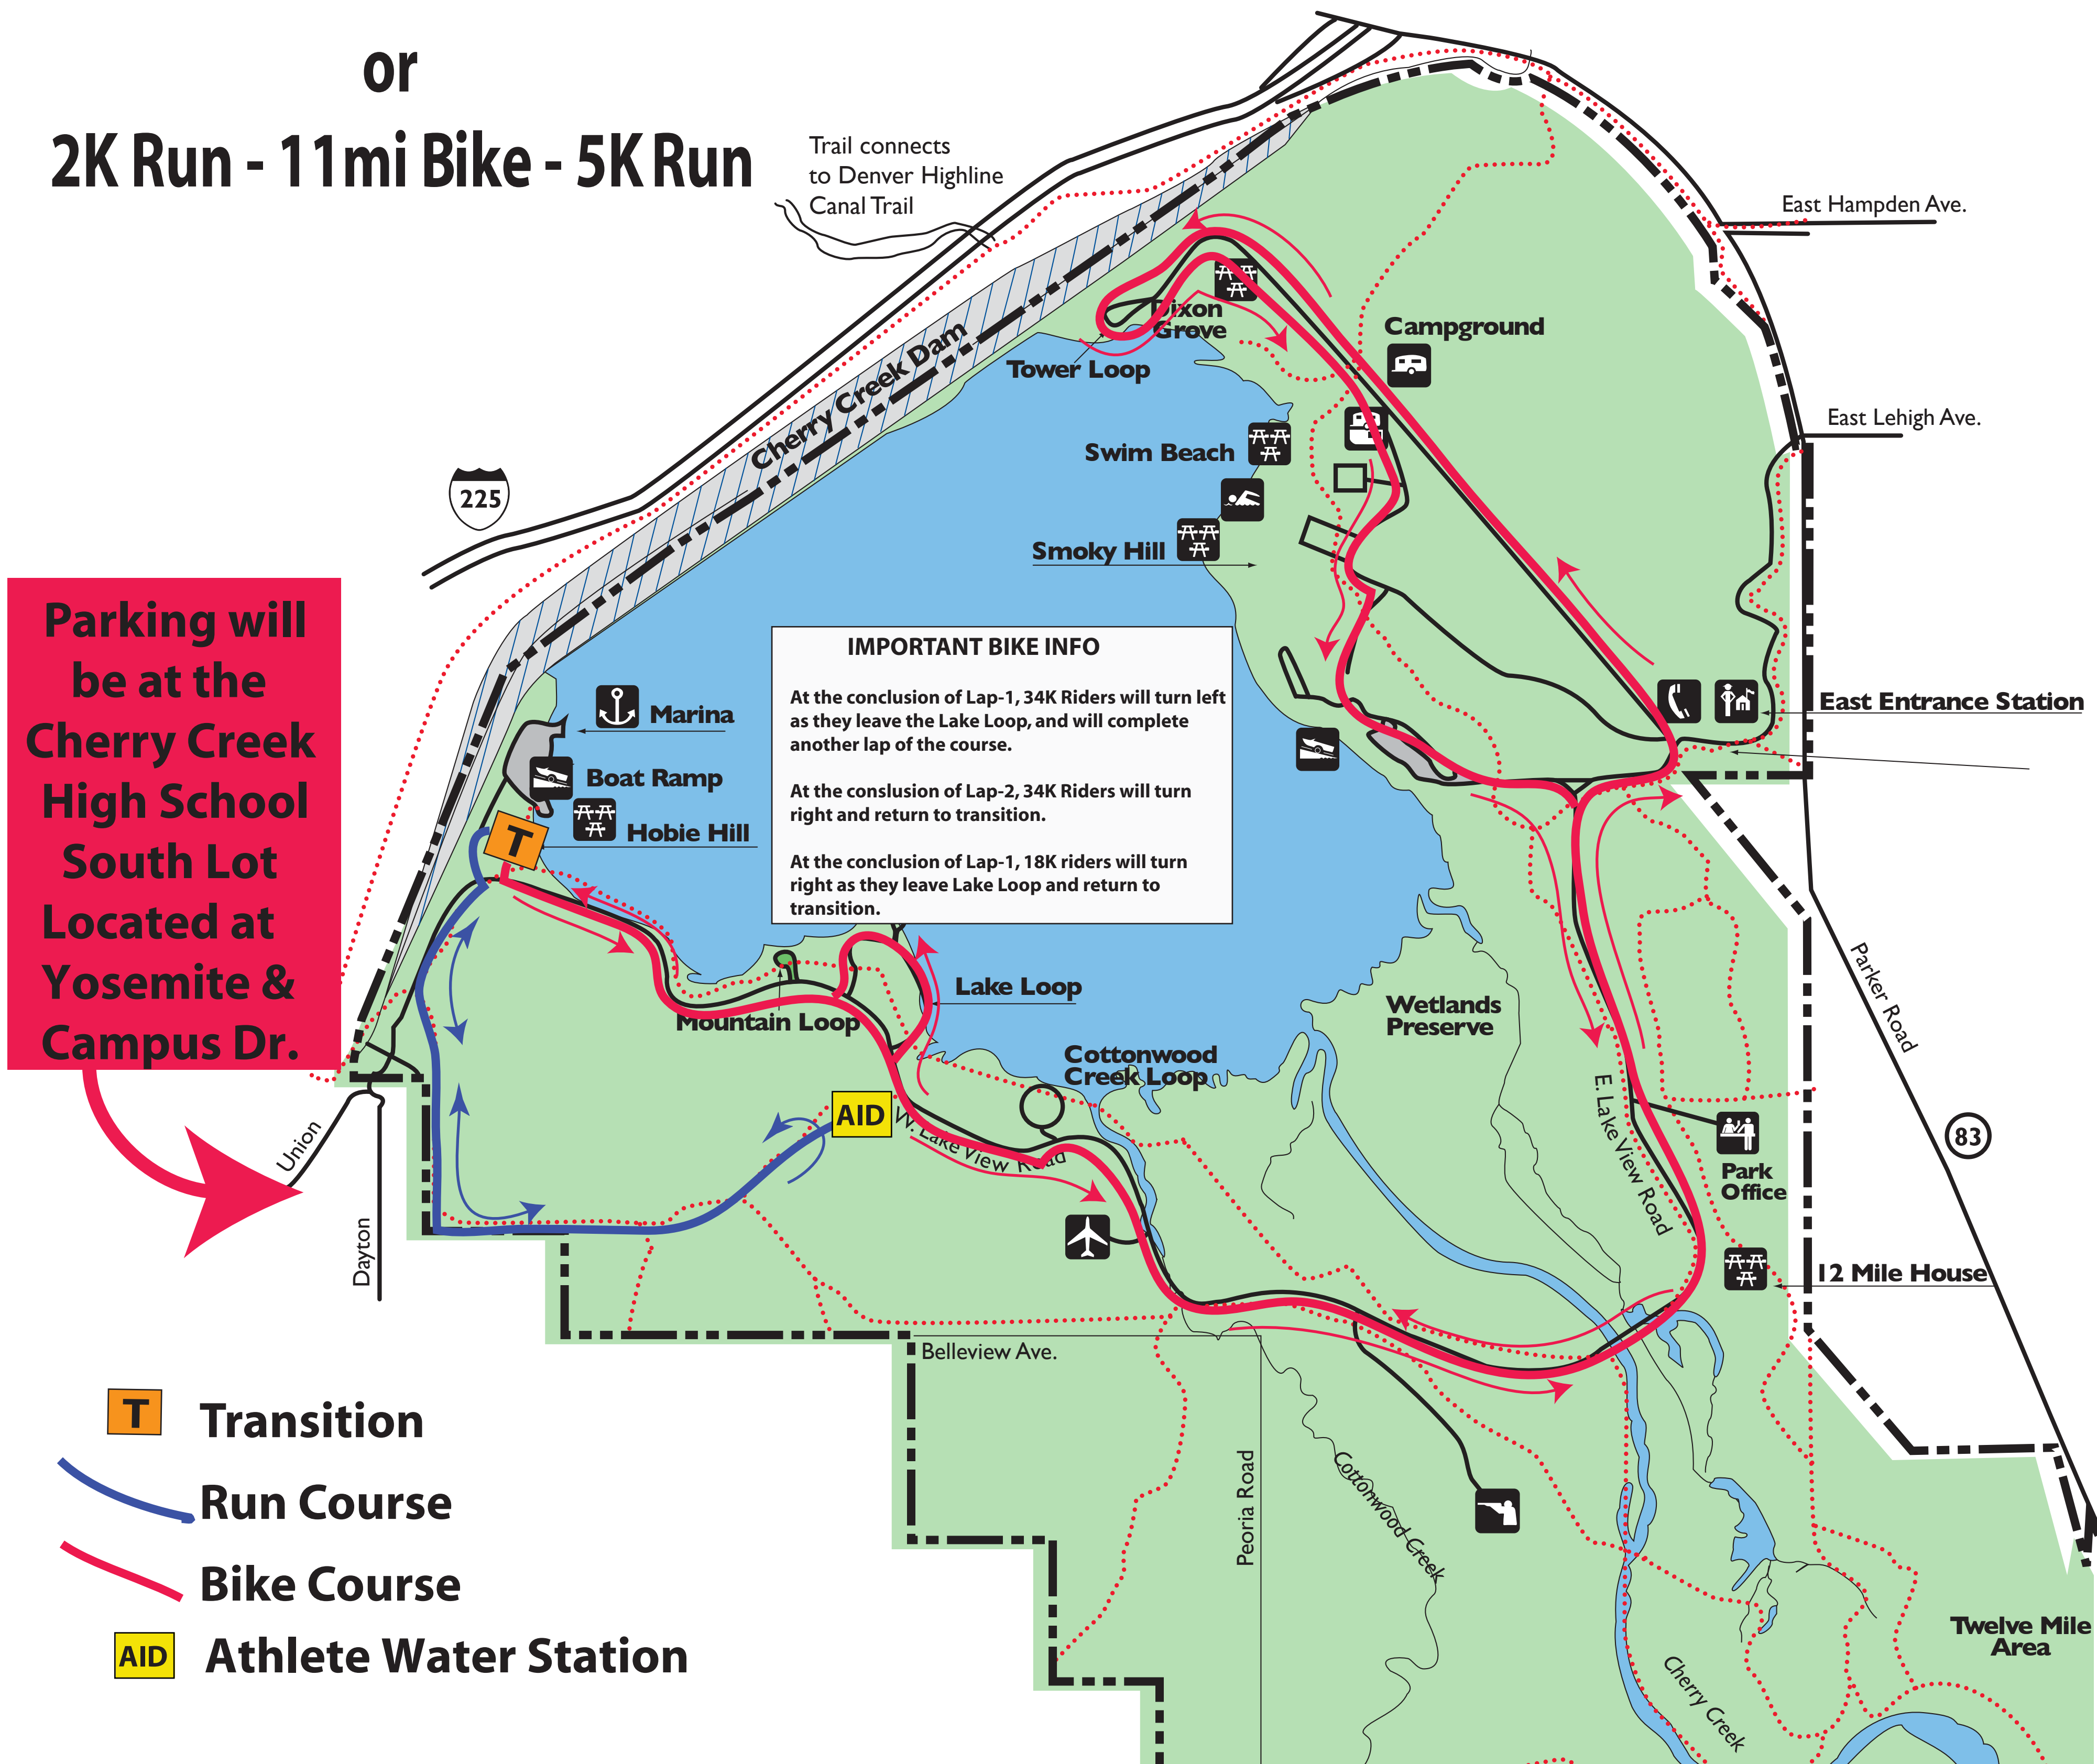 or
2K Run - 11mi Bike - 5K Run
Trail connects
to Denver Highline
Canal Trail
East Hampden Ave.
Dixon
Grove
Campground
Tower Loop
Cherry Creek Dam
East Lehigh Ave.
Swim Beach
225
Smoky Hill
Parking will
be at the
Cherry Creek
High School
South Lot
Located at
Yosemite &
Campus Dr.
IMPORTANT BIKE INFO
At the conclusion of Lap-1, 34K Riders will turn left
as they leave the Lake Loop, and will complete
another lap of the course.
At the conslusion of Lap-2, 34K Riders will turn
right and return to transition.
At the conclusion of Lap-1, 18K riders will turn
right as they leave Lake Loop and return to
transition.
Marina
Boat Ramp
Hobie Hill
T
East Entrance Station
Lake Loop
Mountain Loop
Wetlands
Preserve
Parker Road
Cottonwood
Creek Loop
AID
W. Lake View Road
E. Lake View Road
83
Park
Office
Union
Dayton
12 Mile House
Belleview Ave.
Peoria Road
Cottonwood Creek
Twelve Mile
Area
Cherry Creek
T Transition
Run Course
Bike Course
AID Athlete Water Station